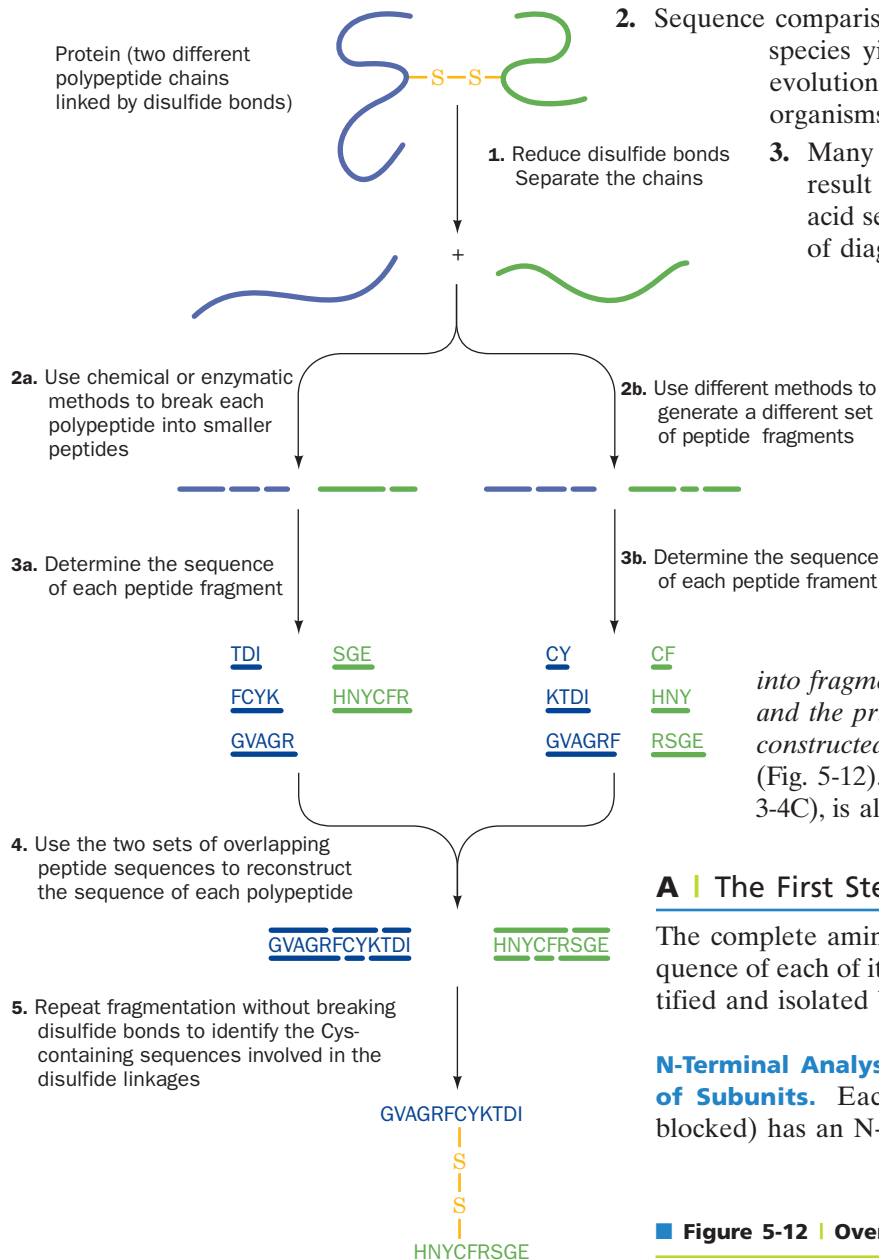 Protein (two different
polypeptide chains
linked by disulfide bonds)
S S
1. Reduce disulfide bonds
Separate the chains
+
2a. Use chemical or enzymatic
methods to break each
polypeptide into smaller
peptides
2b. Use different methods to
generate a different set
of peptide fragments
3a. Determine the sequence
of each peptide fragment
3b. Determine the sequence
of each peptide frament
TDI
FCYK
GVAGR
SGE
HNYCFR
CY
KTDI
GVAGRF
CF
HNY
RSGE
4. Use the two sets of overlapping
peptide sequences to reconstruct
the sequence of each polypeptide
GVAGRFCYKTDI
HNYCFRSGE
5. Repeat fragmentation without breaking
disulfide bonds to identify the Cys-
containing sequences involved in the
disulfide linkages
GVAGRFCYKTDI
S
S
HNYCFRSGE
2. Sequence comparis
species yi
evolution
organisms
3. Many
result
acid se
of diag
into fragme
and the pr
constructed
(Fig. 5-12).
3-4C), is al
A | The First Ste
The complete amin
quence of each of it
tified and isolated
N-Terminal Analys
of Subunits. Eac
blocked) has an N-
Figure 5-12 | Over